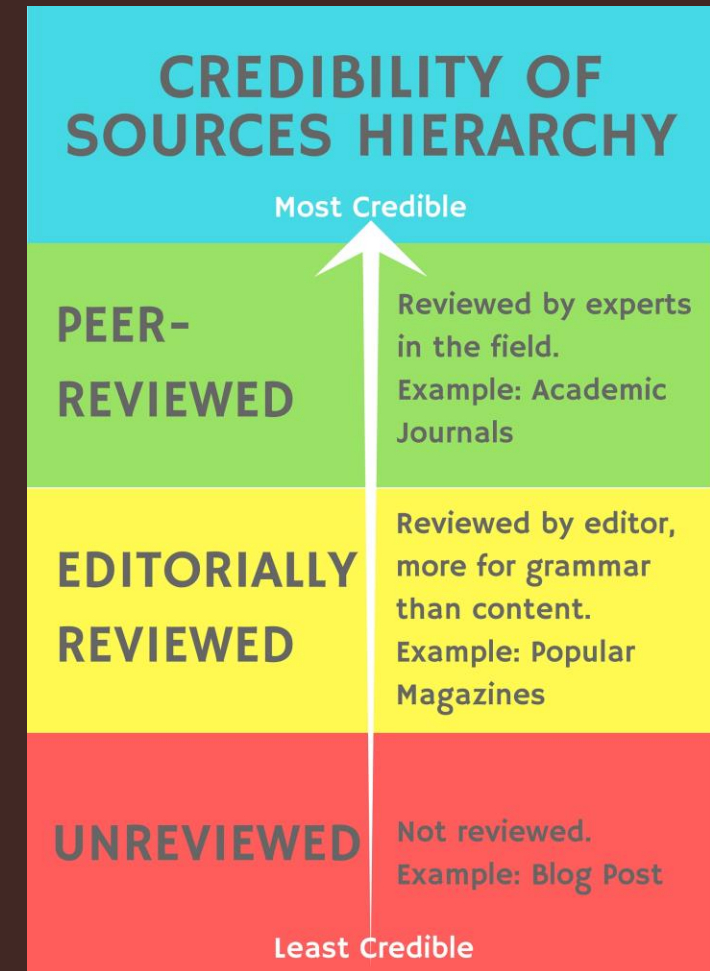 CREDIBILITY OF
SOURCES HIERARCHY
Most Credible
PEER-
REVIEWED
Reviewed by experts
in the field.
Example: Academic
Journals
EDITORIALLY
REVIEWED
Reviewed by editor,
more for grammar
than content.
Example: Popular
Magazines
UNREVIEWED
Not reviewed.
Example: Blog Post
Least Credible